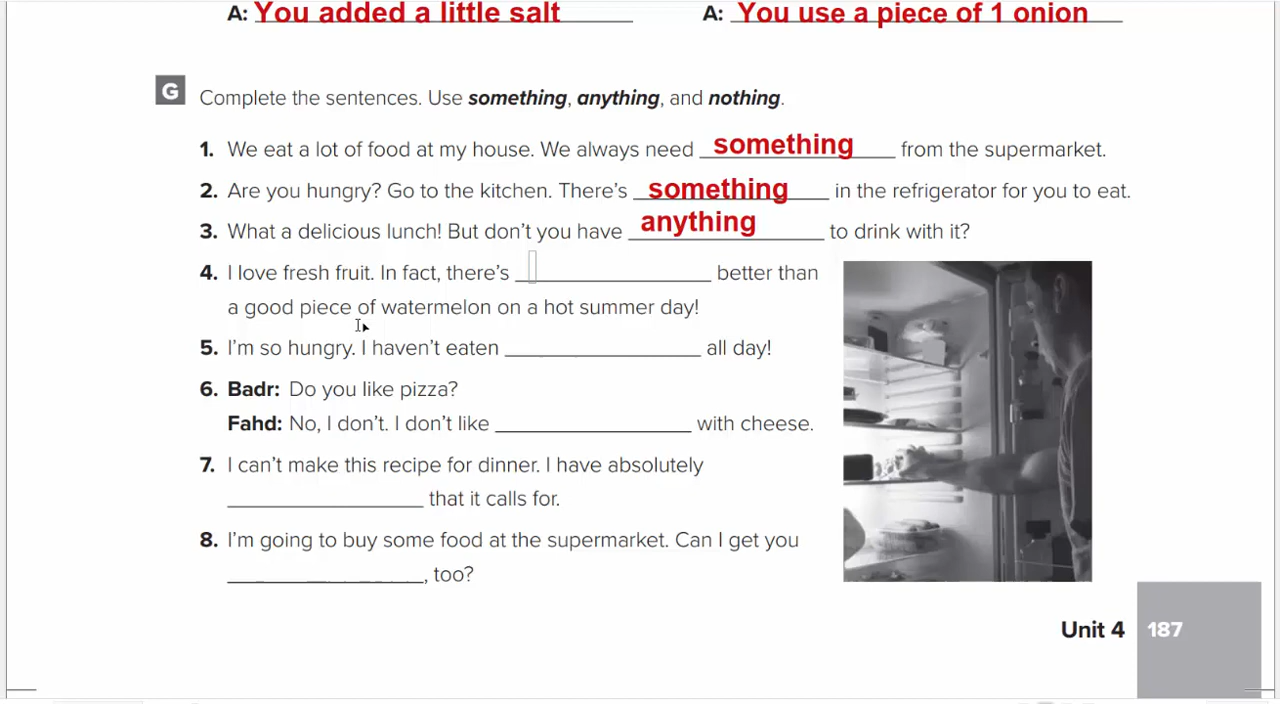 A: You added a little salt A: You use a piece of 1 onion
G Complete the sentences. Use something, anything, and nothing.
1. We eat a lot of food at my house. We always need something from the supermarket.
2. Are you hungry? Go to the kitchen. There's something in the refrigerator for you to eat.
3. What a delicious lunch! But don't you have anything to drink with it?
4. I love fresh fruit. In fact, there's ____________ better than
a good piece of watermelon on a hot summer day!
5. I'm so hungry. I haven't eaten ____________ all day!
6. Badr: Do you like pizza?
Fahd: No, I don't. I don't like ____________ with cheese.
7. I can't make this recipe for dinner. I have absolutely
____________ that it calls for.
8. I'm going to buy some food at the supermarket. Can I get you
____________, too?
Unit 4 187